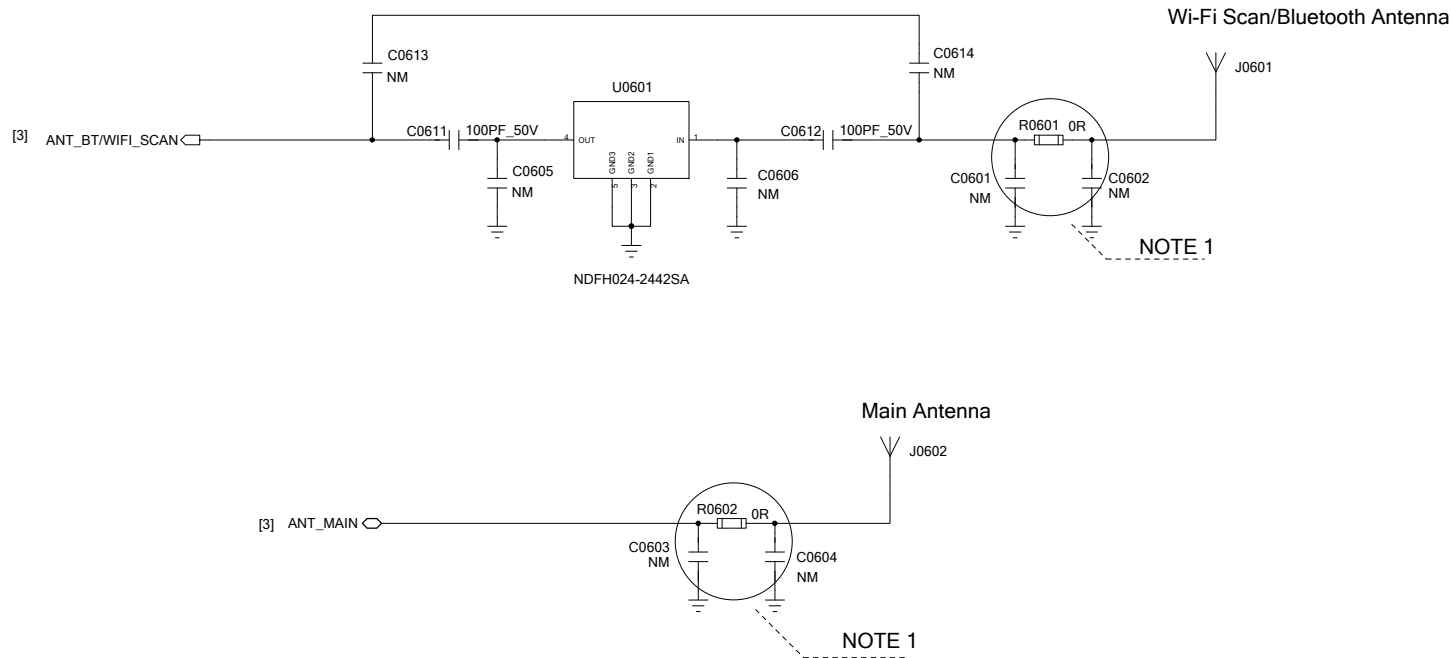 Wi-Fi Scan/Bluetooth Antenna
C0613
NM
C0614
NM
J0601
U0601
[3] ANT_BT/WIFI_SCAN
C0611 100PF_50V
4 OUT
IN 1
C0612 100PF_50V
R0601 0R
GND3
GND2
GND1
5
3
2
C0605
NM
C0606
NM
C0601
NM
C0602
NM
NOTE 1
NDFH024-2442SA
Main Antenna
J0602
R0602 0R
[3] ANT_MAIN
C0603
NM
C0604
NM
NOTE 1